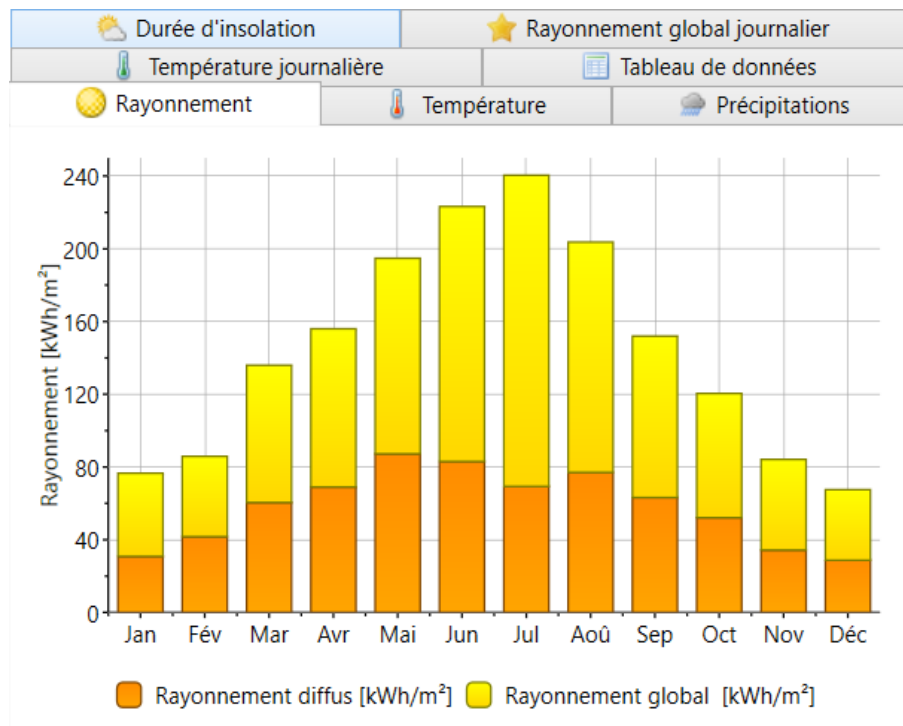 Durée d'insolation Rayonnement global journalier
Température journalière Tableau de données
Rayonnement Température Précipitations
Rayonnement [kWh/m²]
240
200
160
120
80
40
0
Jan Fév Mar Avr Mai Jun Jul Aoû Sep Oct Nov Déc
Rayonnement diffus [kWh/m²] Rayonnement global [kWh/m²]